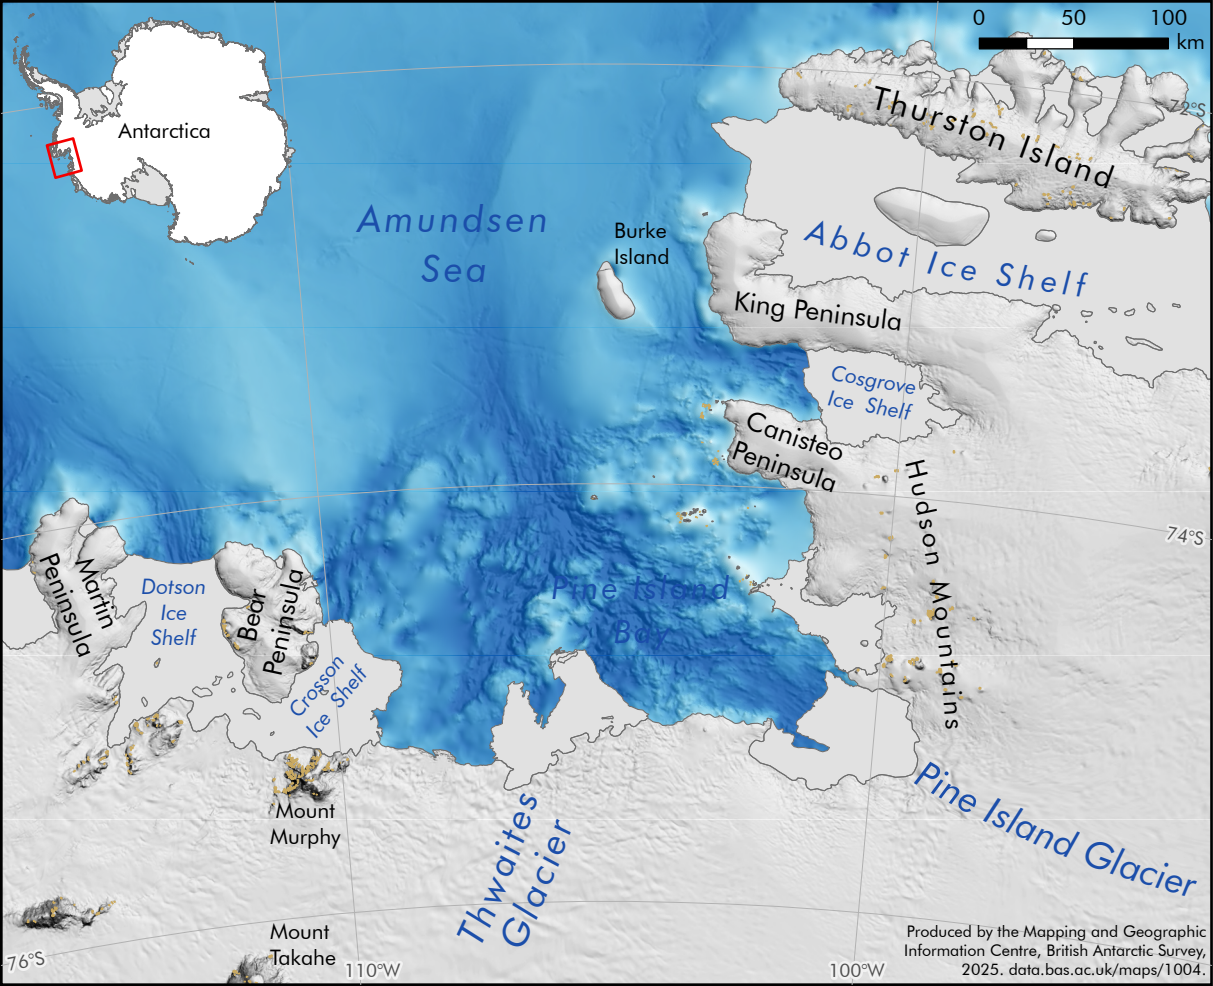 0 50 100
km
Antarctica
72°S
Thurston Island
Amundsen
Sea
Burke
Island
Abbot Ice Shelf
King Peninsula
Cosgrove
Ice Shelf
Canisteo
Peninsula
Hudson Mountains
74°S
Martin
Peninsula
Dotson
Ice
Shelf
Bear
Peninsula
Pine Island
Bay
Crosson
Ice Shelf
Mount
Murphy
Thwaites
Glacier
Pine Island Glacier
Mount
Takahe
76°S
110°W
100°W
Produced by the Mapping and Geographic
Information Centre, British Antarctic Survey,
2025. data.bas.ac.uk/maps/1004.